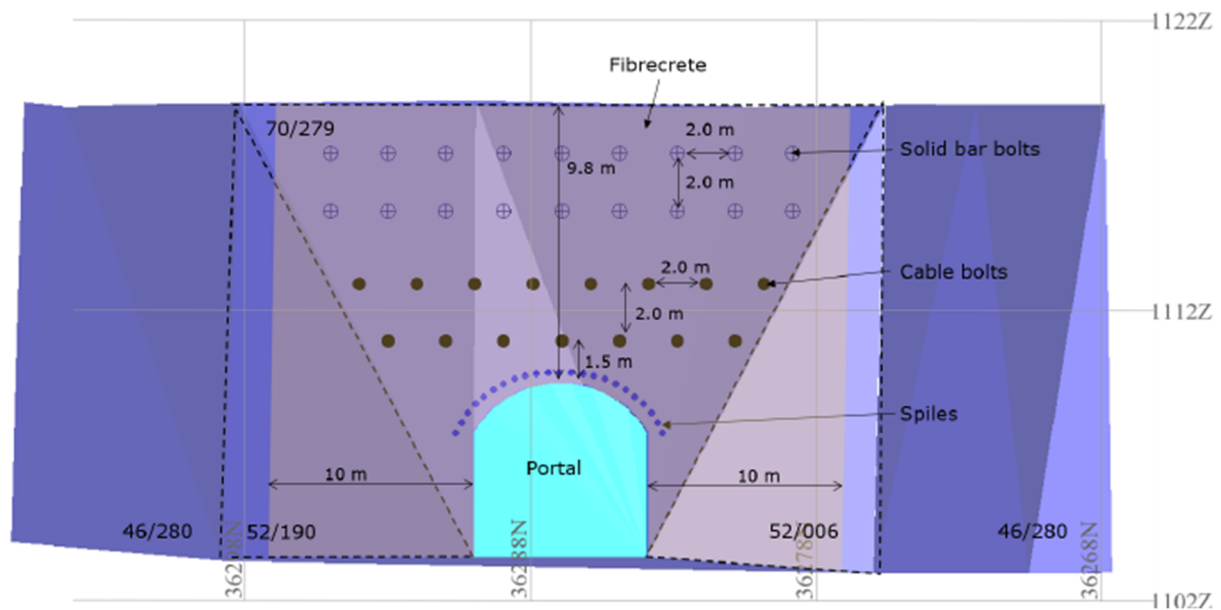 1122Z
Fibrecrete
70/279
2.0 m
Solid bar bolts
9.8 m
2.0 m
2.0 m
Cable bolts
1112Z
2.0 m
1.5 m
Spiles
Portal
10 m
10 m
46/280
52/190
52/006
46/280
36288N
36278N
36268N
1102Z